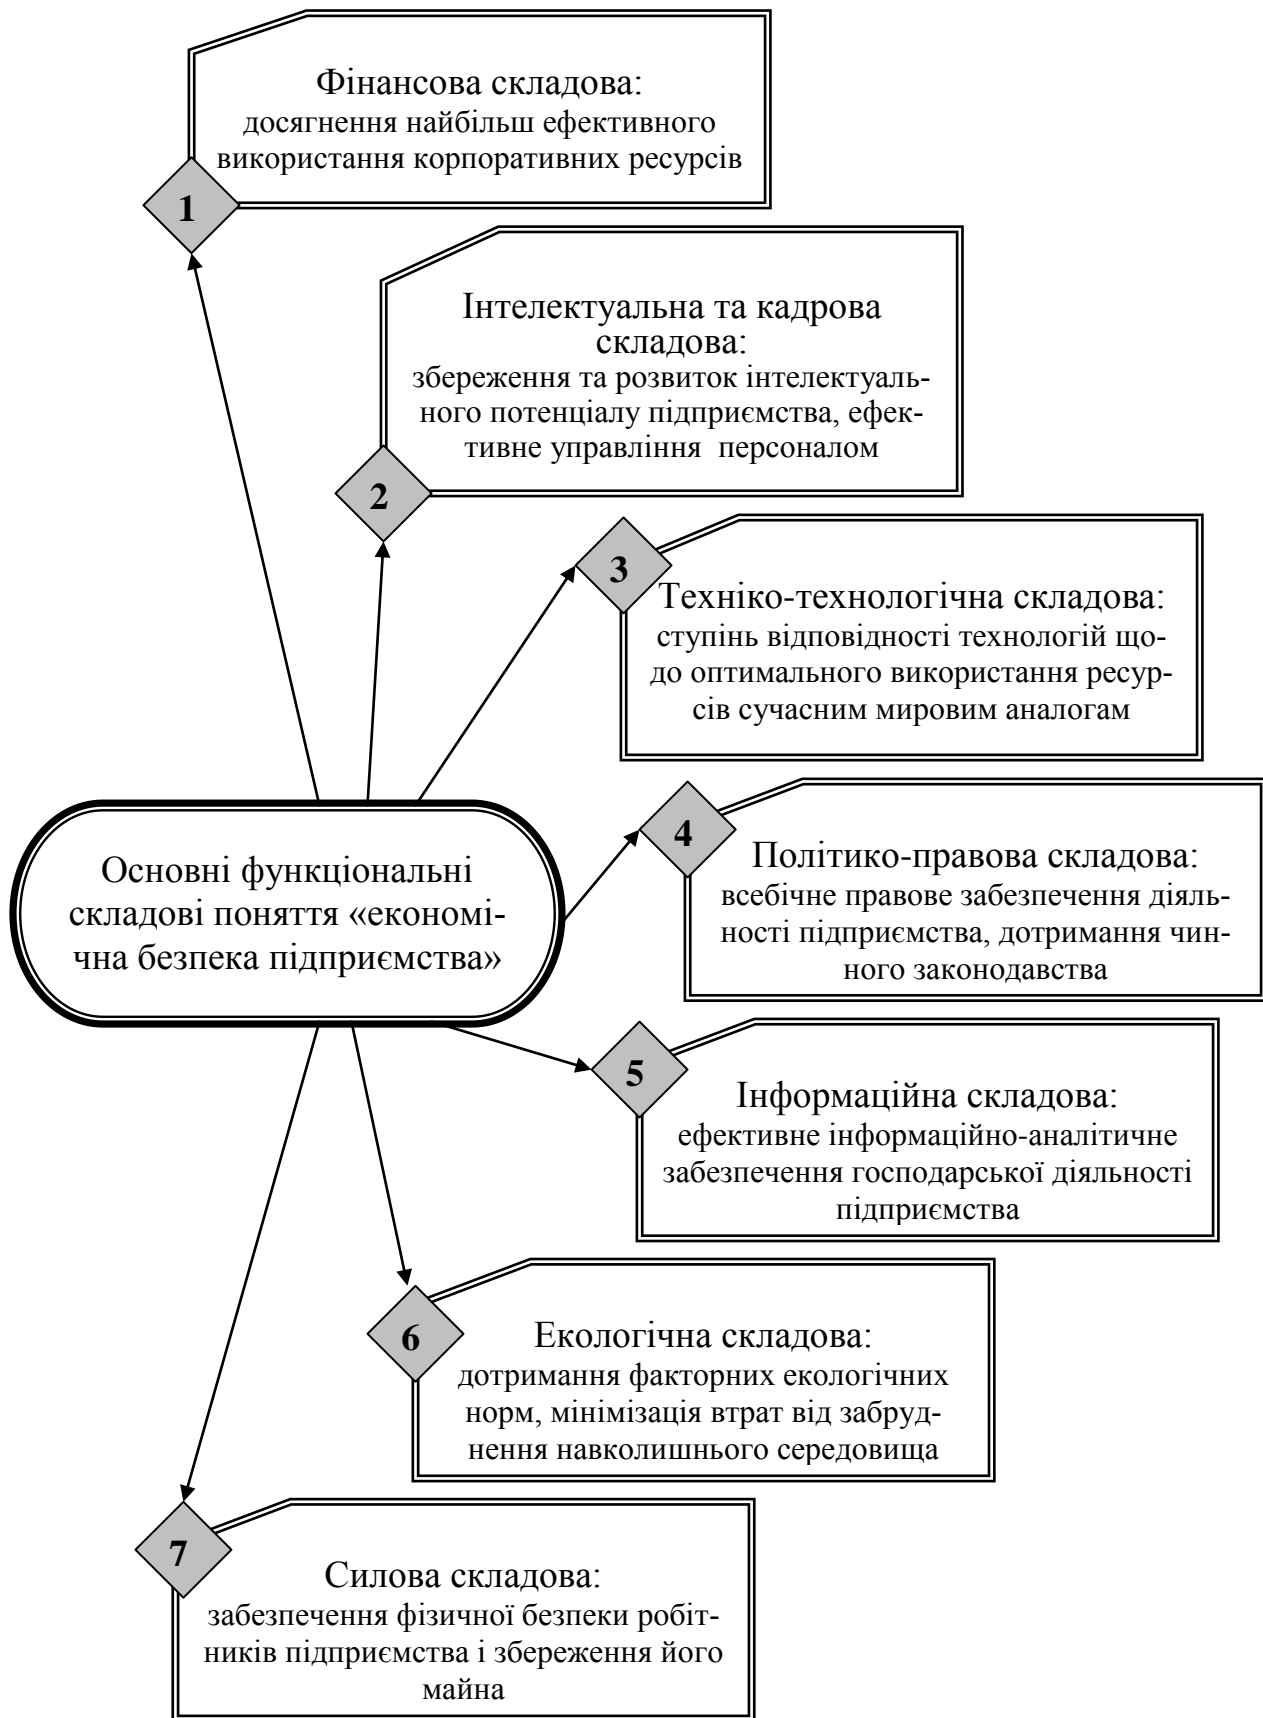 Фінансова складова:
досягнення найбільш ефективного
використання корпоративних ресурсів
1
Інтелектуальна та кадрова
складова:
збереження та розвиток інтелектуаль-
ного потенціалу підприємства, ефек-
тивне управління персоналом
2
3
Техніко-технологічна складова:
ступінь відповідності технологій що-
до оптимального використання ресур-
сів сучасним мировим аналогам
4
Політико-правова складова:
всебічне правове забезпечення діяль-
ності підприємства, дотримання чин-
ного законодавства
Основні функціональні
складові поняття «економі-
чна безпека підприємства»
5
Інформаційна складова:
ефективне інформаційно-аналітичне
забезпечення господарської діяльності
підприємства
6
Екологічна складова:
дотримання факторних екологічних
норм, мінімізація втрат від забруд-
нення навколишнього середовища
7
Силова складова:
забезпечення фізичної безпеки робіт-
ників підприємства і збереження його
майна